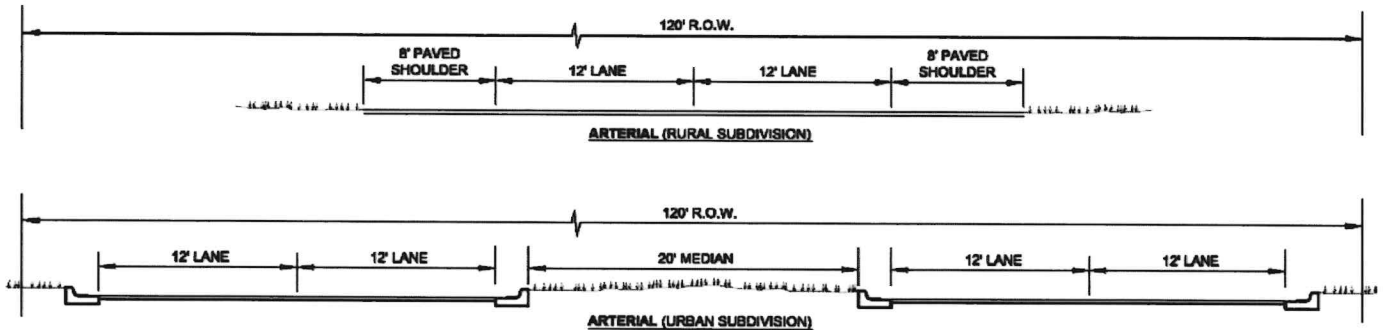 120' R.O.W.
8' PAVED
SHOULDER
12' LANE
12' LANE
8' PAVED
SHOULDER
ARTERIAL (RURAL SUBDIVISION)
120' R.O.W.
12' LANE
12' LANE
20' MEDIAN
12' LANE
12' LANE
ARTERIAL (URBAN SUBDIVISION)